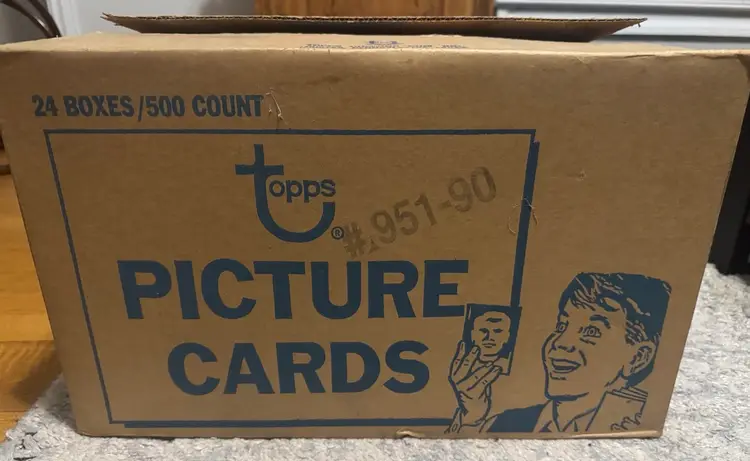 24 BOXES/500 COUNT
topps
®
#951-90
PICTURE
CARDS